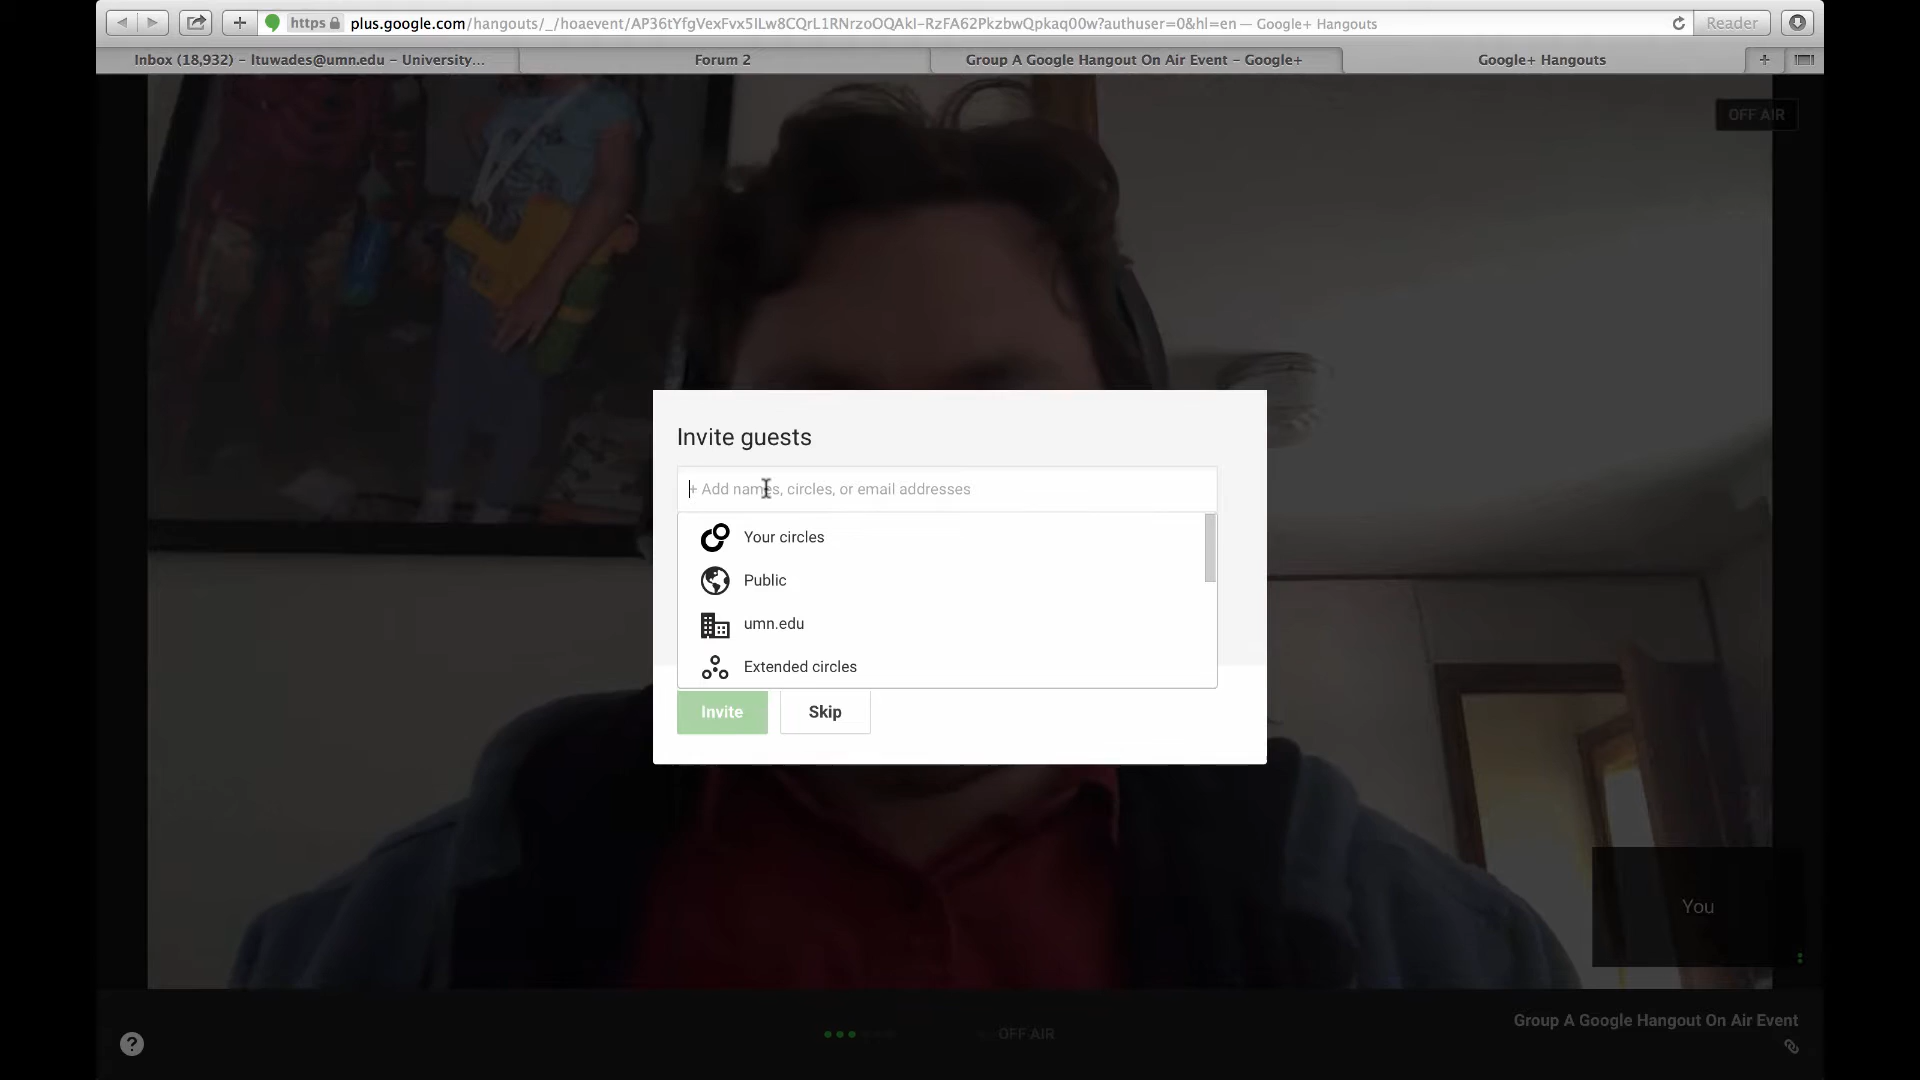 https plus.google.com/hangouts/_/hoaevent/AP36tYfgVexFvx5ILw8CQrL1RNrzoOQAkI-RzFA62PkzbwQpkaq00w?authuser=0&hl=en — Google+ Hangouts Reader
Inbox (18,932) – ltuwades@umn.edu – University... Forum 2 Group A Google Hangout On Air Event – Google+ Google+ Hangouts
OFF AIR
Invite guests
+ Add names, circles, or email addresses
Your circles
Public
umn.edu
Extended circles
Invite Skip
You
Group A Google Hangout On Air Event
OFF AIR